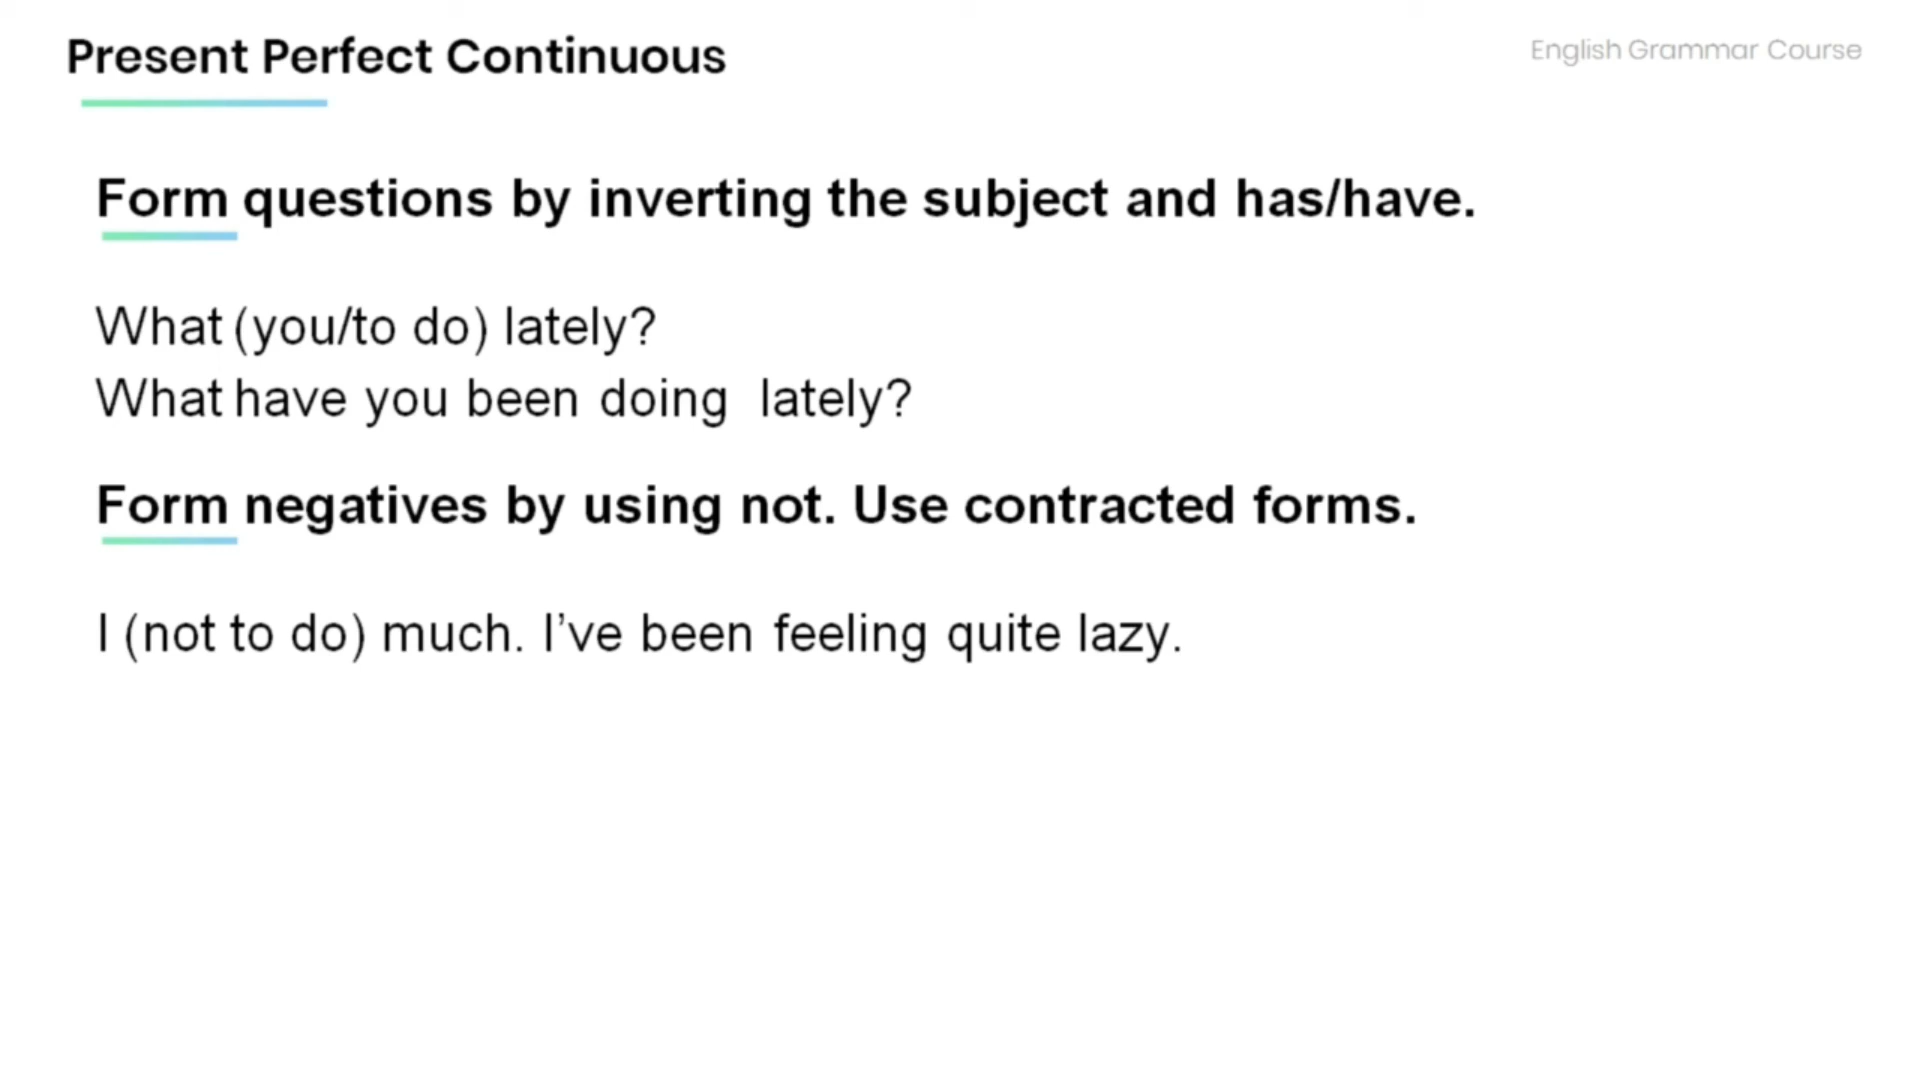 Present Perfect Continuous
English Grammar Course
Form questions by inverting the subject and has/have.
What (you/to do) lately?
What have you been doing lately?
Form negatives by using not. Use contracted forms.
I (not to do) much. I’ve been feeling quite lazy.